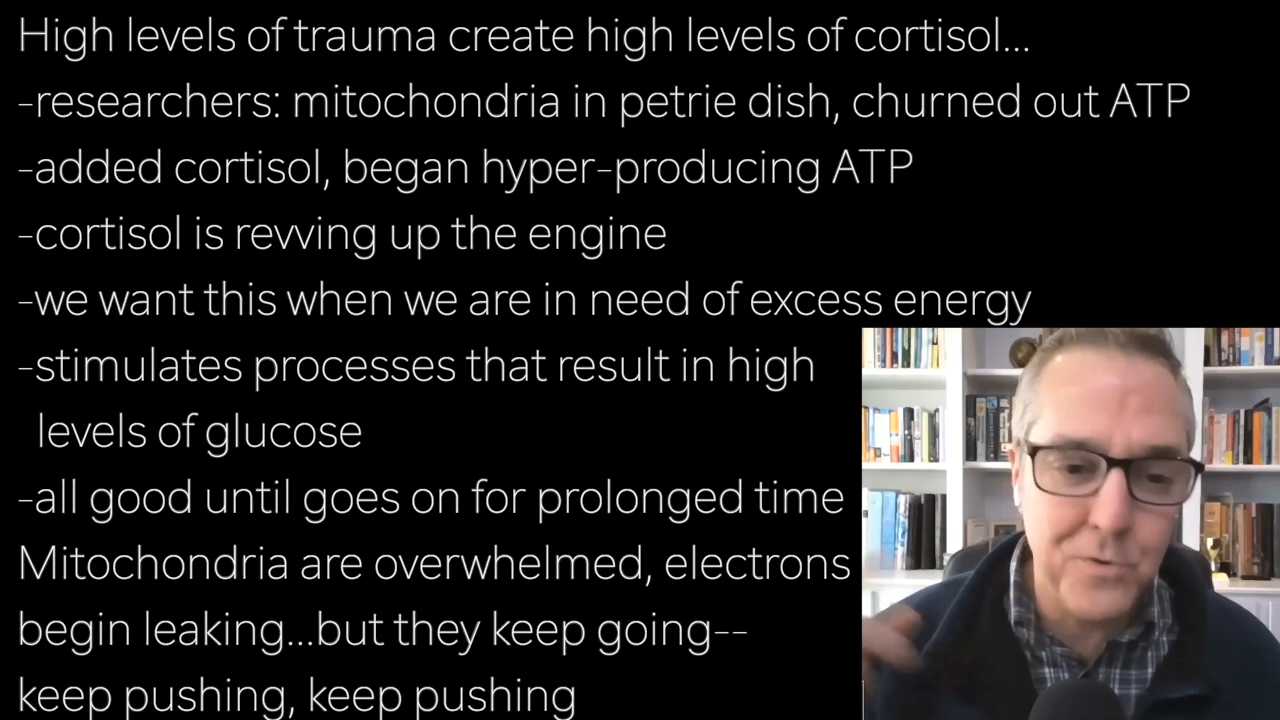 High levels of trauma create high levels of cortisol...
-researchers: mitochondria in petrie dish, churned out ATP
-added cortisol, began hyper-producing ATP
-cortisol is revving up the engine
-we want this when we are in need of excess energy
-stimulates processes that result in high
levels of glucose
-all good until goes on for prolonged time
Mitochondria are overwhelmed, electrons
begin leaking...but they keep going--
keep pushing, keep pushing